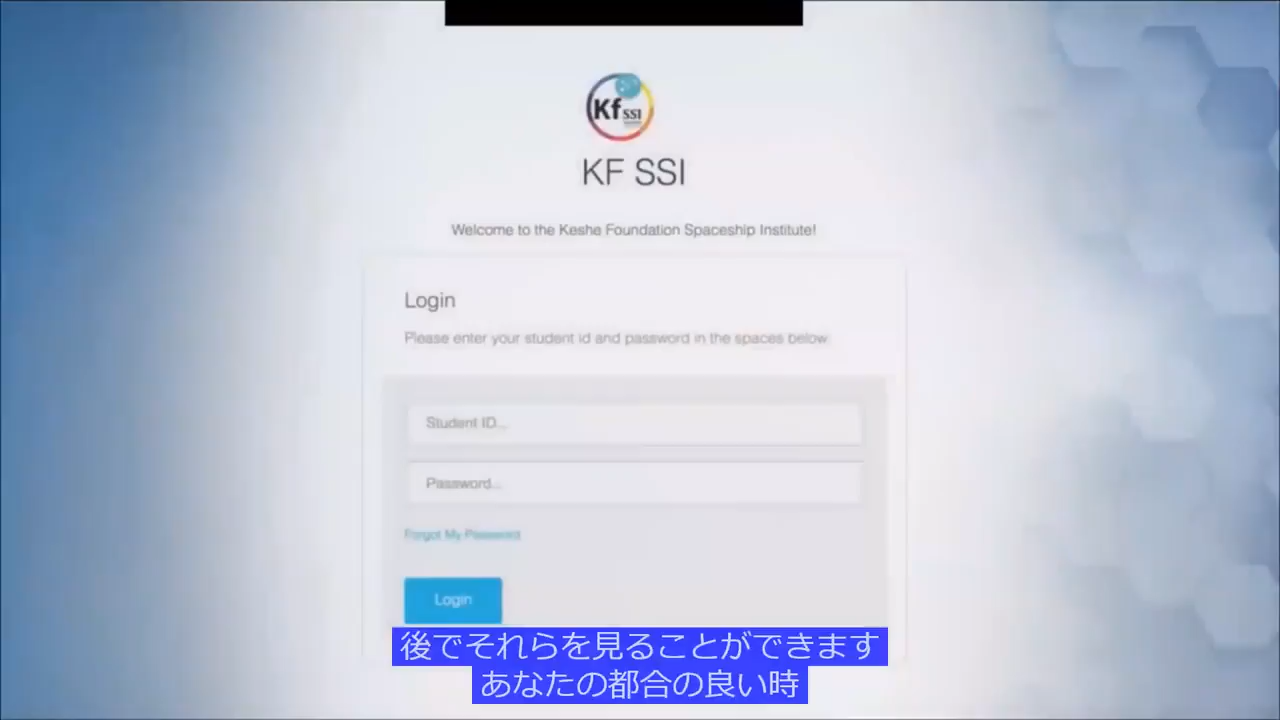 Kf SSI
KF SSI
Welcome to the Keshe Foundation Spaceship Institute!
Login
Please enter your student id and password in the spaces below
Student ID...
Password...
Forgot My Password
Login
後でそれらを見ることができます
あなたの都合の良い時